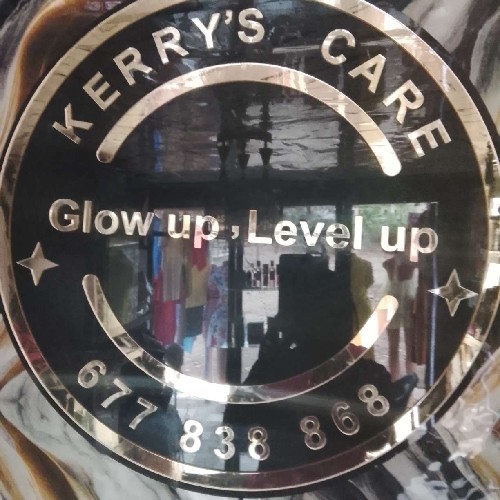 KERRY'S CARE
Glow up, Level up
677 838 868